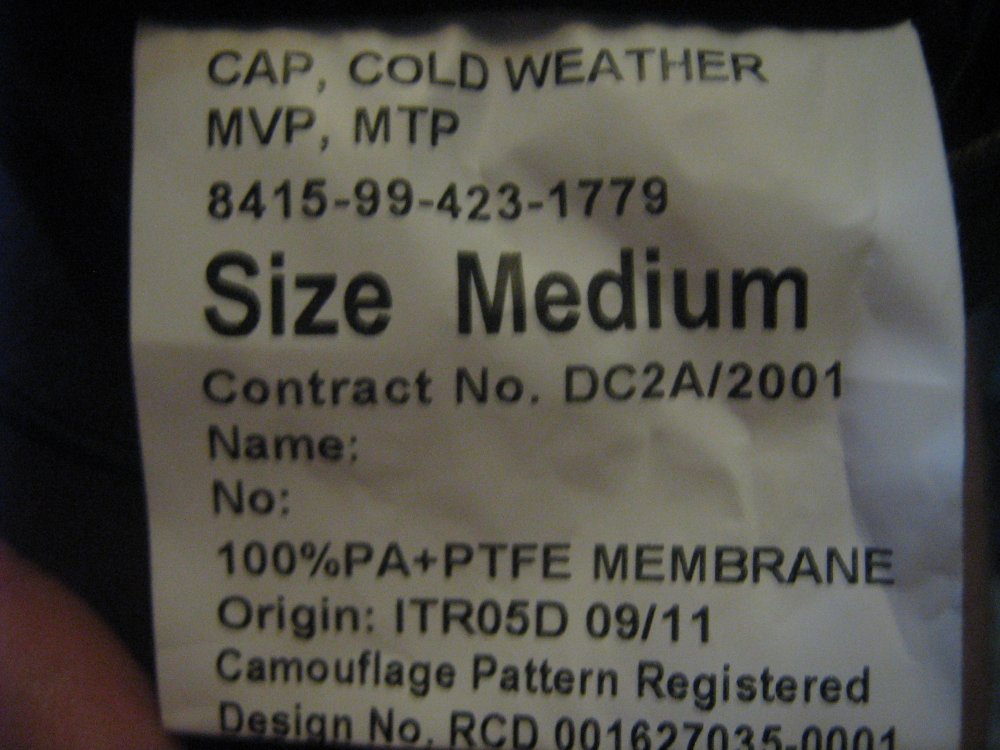 CAP, COLD WEATHER
MVP, MTP
8415-99-423-1779
Size Medium
Contract No. DC2A/2001
Name:
No:
100%PA+PTFE MEMBRANE
Origin: ITR05D 09/11
Camouflage Pattern Registered
Design No. RCD 001627035-0001